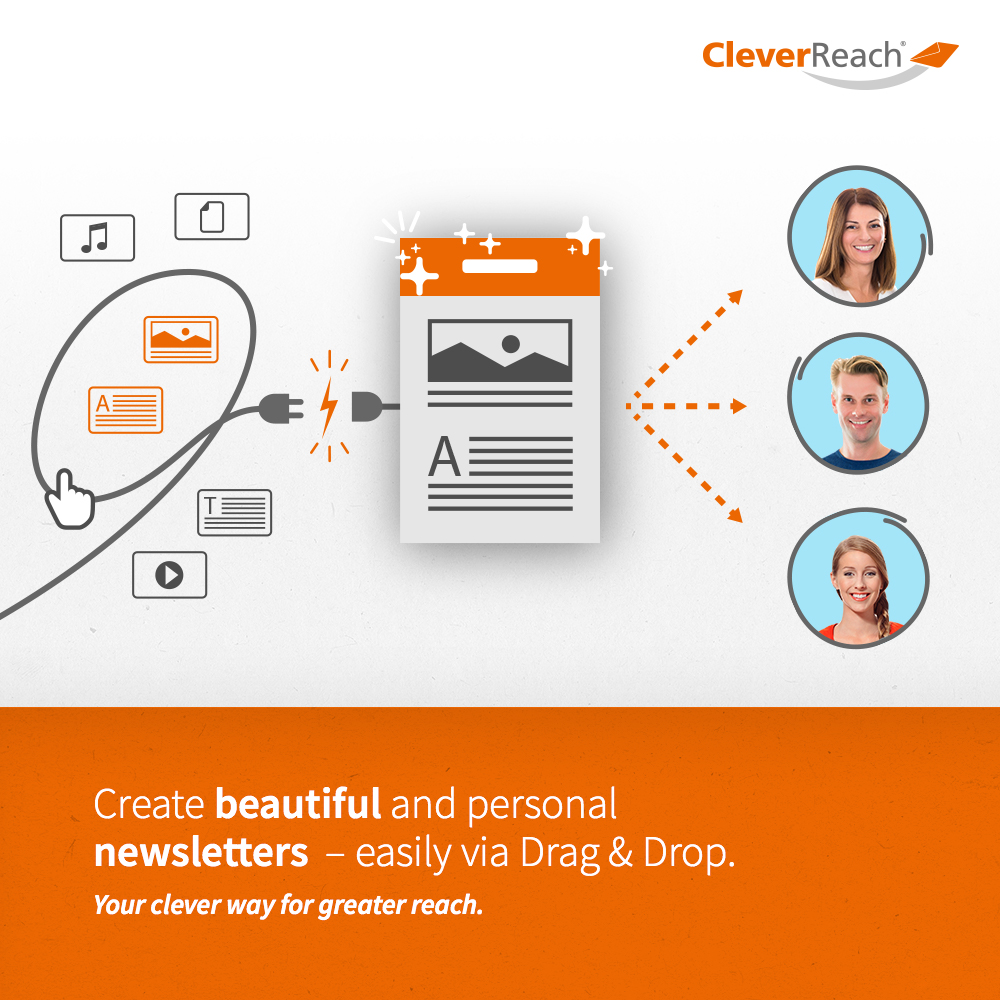 CleverReach®
A
T
A
Create beautiful and personal
newsletters – easily via Drag & Drop.
Your clever way for greater reach.